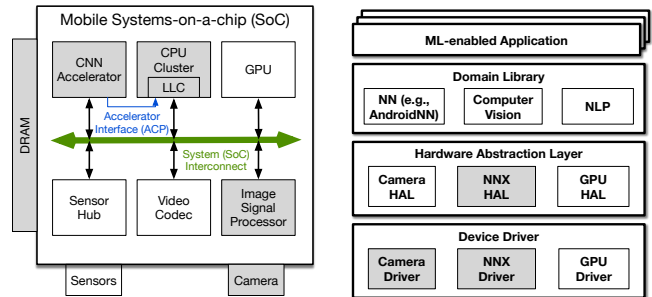 Mobile Systems-on-a-chip (SoC)
DRAM
CNN
Accelerator
CPU
Cluster
LLC
GPU
Accelerator
Interface (ACP)
System (SoC)
Interconnect
Sensor
Hub
Video
Codec
Image
Signal
Processor
Sensors
Camera
ML-enabled Application
Domain Library
NN (e.g.,
AndroidNN)
Computer
Vision
NLP
Hardware Abstraction Layer
Camera
HAL
NNX
HAL
GPU
HAL
Device Driver
Camera
Driver
NNX
Driver
GPU
Driver